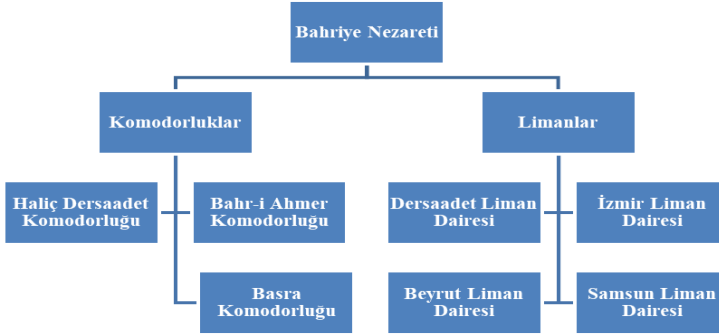 Bahriye Nezareti
Komodorluklar
Limanlar
Haliç Dersaadet
Komodorluğu
Bahr-i Ahmer
Komodorluğu
Dersaadet Liman
Dairesi
İzmir Liman
Dairesi
Basra
Komodorluğu
Beyrut Liman
Dairesi
Samsun Liman
Dairesi